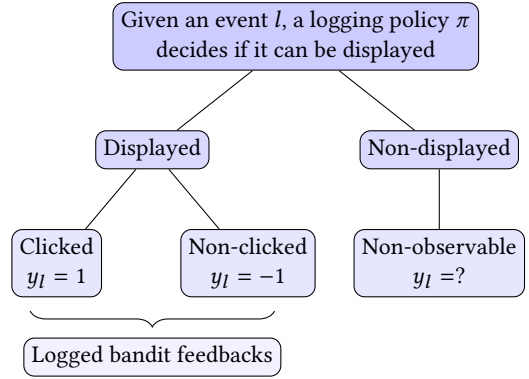 Given an event l, a logging policy π
decides if it can be displayed
Displayed
Non-displayed
Clicked
y_l = 1
Non-clicked
y_l = −1
Non-observable
y_l =?
Logged bandit feedbacks